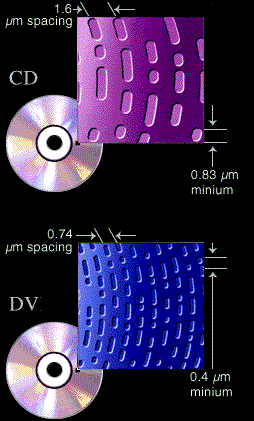 1.6
µm spacing
CD
0.83 µm
minium
0.74
µm spacing
DV
0.4 µm
minium